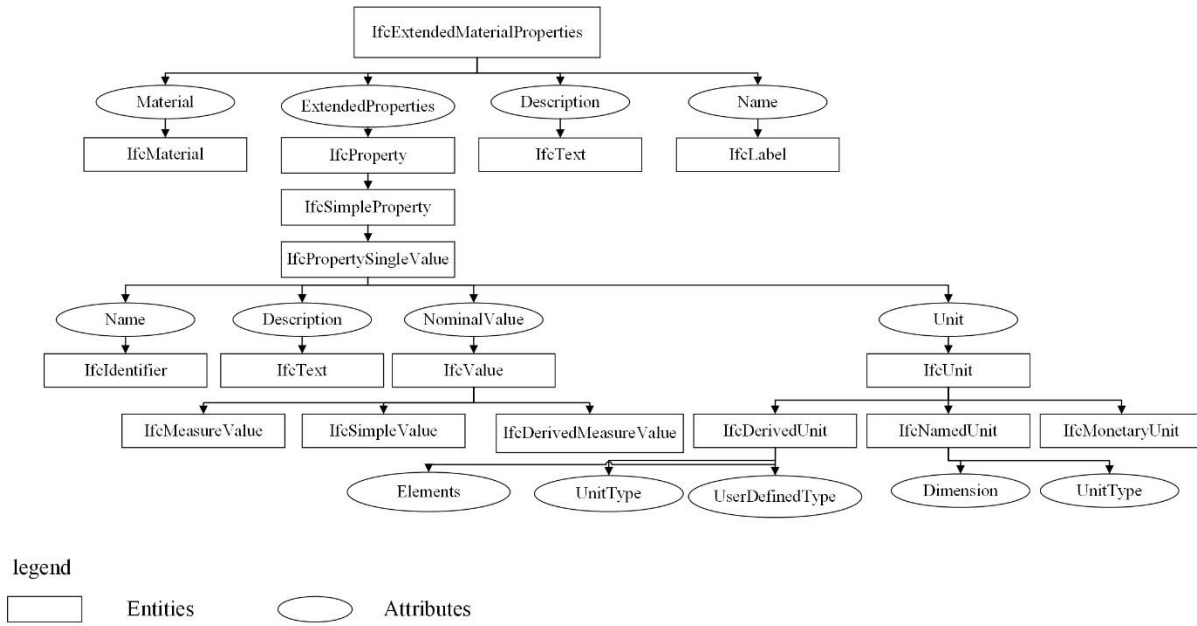 IfcExtendedMaterialProperties
Material
ExtendedProperties
Description
Name
IfcMaterial
IfcProperty
IfcText
IfcLabel
IfcSimpleProperty
IfcPropertySingleValue
Name
Description
NominalValue
Unit
IfcIdentifier
IfcText
IfcValue
IfcUnit
IfcMeasureValue
IfcSimpleValue
IfcDerivedMeasureValue
IfcDerivedUnit
IfcNamedUnit
IfcMonetaryUnit
Elements
UnitType
UserDefinedType
Dimension
UnitType
legend
Entities
Attributes